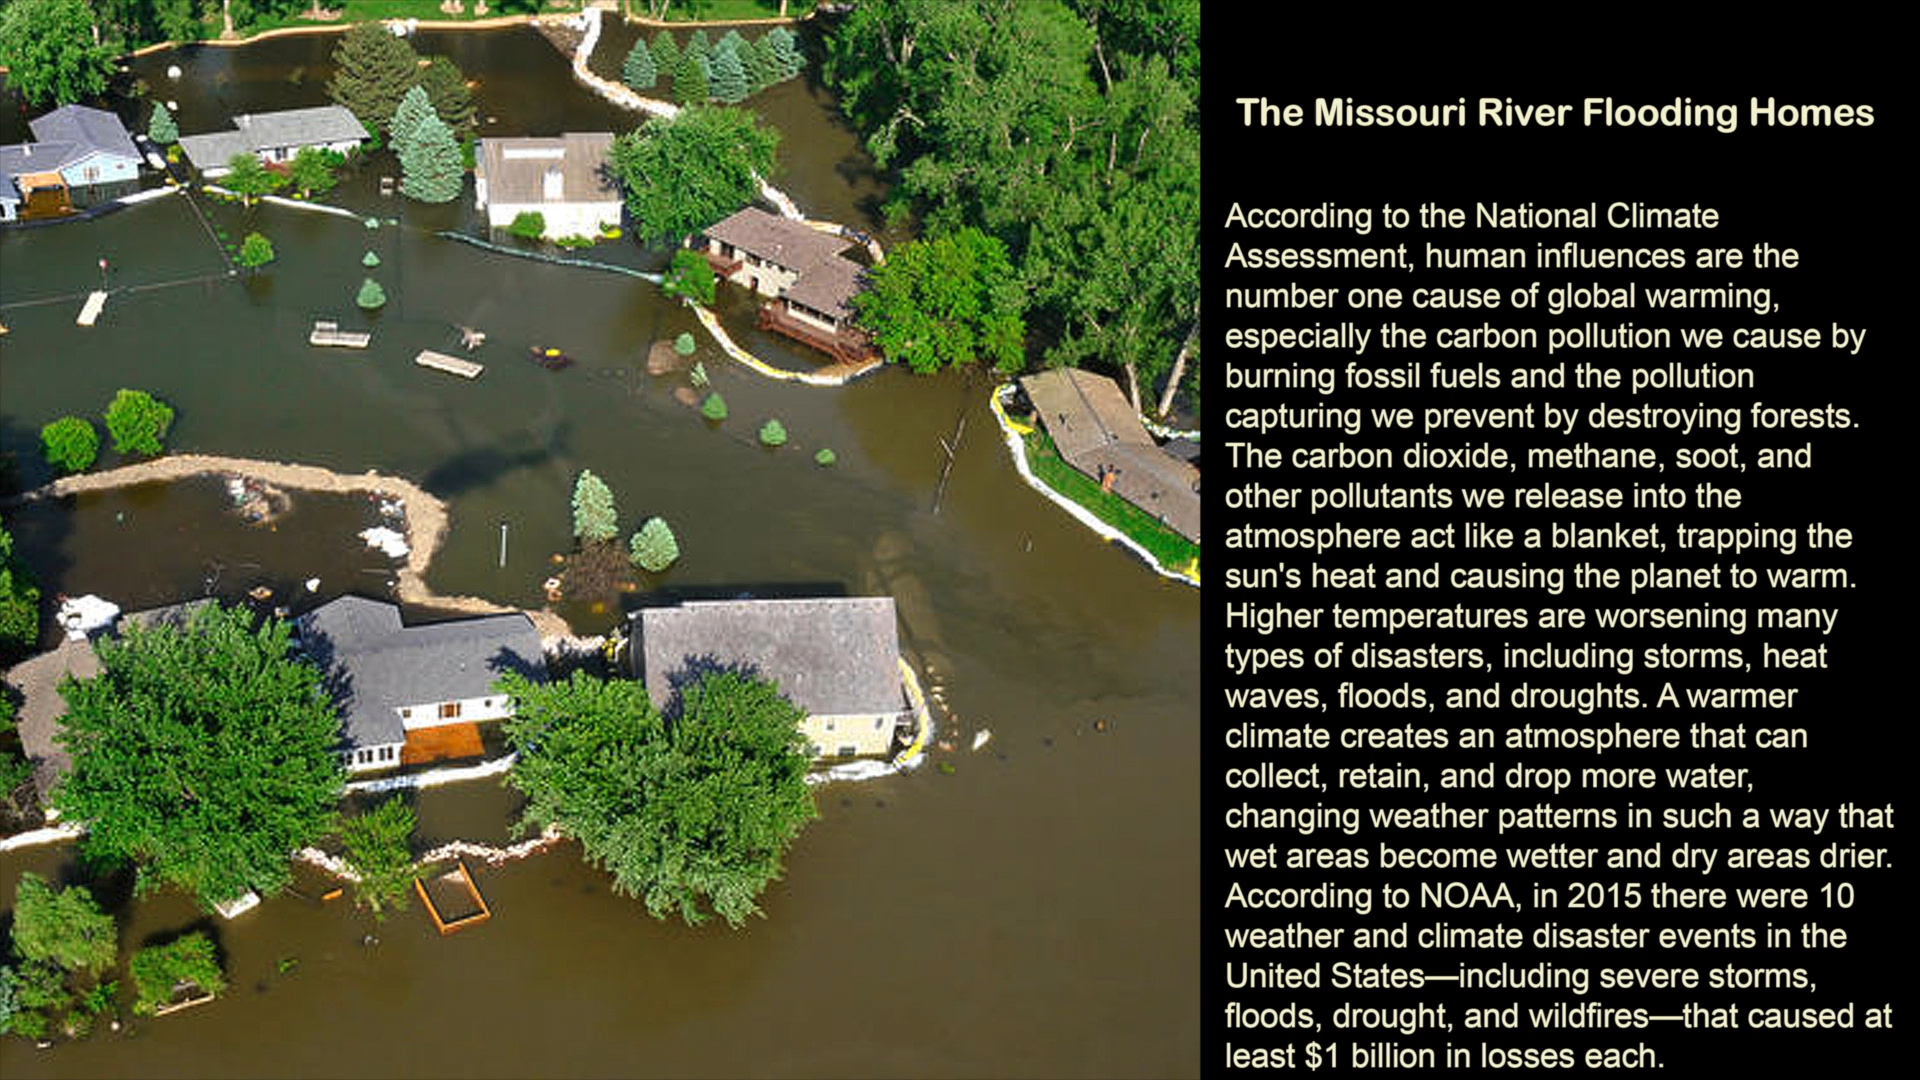 The Missouri River Flooding Homes
According to the National Climate
Assessment, human influences are the
number one cause of global warming,
especially the carbon pollution we cause by
burning fossil fuels and the pollution
capturing we prevent by destroying forests.
The carbon dioxide, methane, soot, and
other pollutants we release into the
atmosphere act like a blanket, trapping the
sun's heat and causing the planet to warm.
Higher temperatures are worsening many
types of disasters, including storms, heat
waves, floods, and droughts. A warmer
climate creates an atmosphere that can
collect, retain, and drop more water,
changing weather patterns in such a way that
wet areas become wetter and dry areas drier.
According to NOAA, in 2015 there were 10
weather and climate disaster events in the
United States—including severe storms,
floods, drought, and wildfires—that caused at
least $1 billion in losses each.